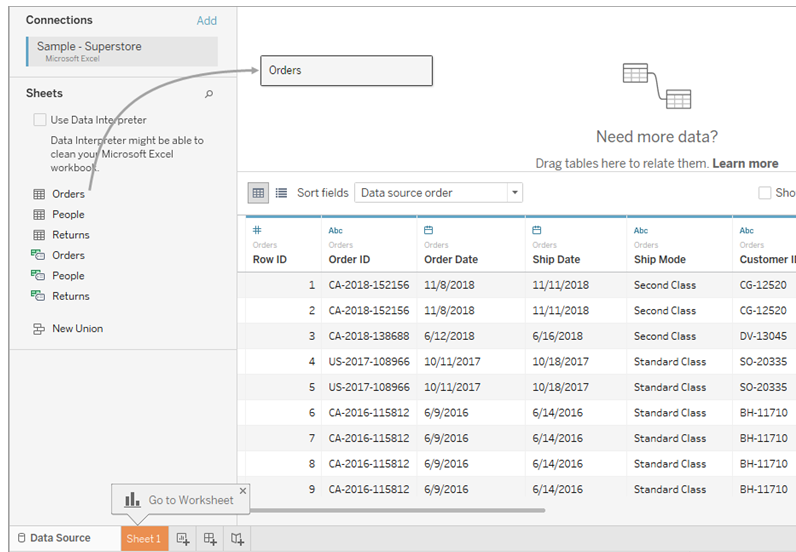 Connections Add
Sample - Superstore
Microsoft Excel
Sheets
Use Data Interpreter
Data Interpreter might be able to
clean your Microsoft Excel
workbook.
Orders
People
Returns
Orders
People
Returns
New Union
Orders
Need more data?
Drag tables here to relate them. Learn more
Sort fields Data source order Sho
# Abc Abc Abc
Orders Orders Orders Orders Orders Orders
Row ID Order ID Order Date Ship Date Ship Mode Customer I
1 CA-2018-152156 11/8/2018 11/11/2018 Second Class CG-12520
2 CA-2018-152156 11/8/2018 11/11/2018 Second Class CG-12520
3 CA-2018-138688 6/12/2018 6/16/2018 Second Class DV-13045
4 US-2017-108966 10/11/2017 10/18/2017 Standard Class SO-20335
5 US-2017-108966 10/11/2017 10/18/2017 Standard Class SO-20335
6 CA-2016-115812 6/9/2016 6/14/2016 Standard Class BH-11710
7 CA-2016-115812 6/9/2016 6/14/2016 Standard Class BH-11710
8 CA-2016-115812 6/9/2016 6/14/2016 Standard Class BH-11710
9 CA-2016-115812 6/9/2016 6/14/2016 Standard Class BH-11710
Go to Worksheet
Data Source Sheet 1